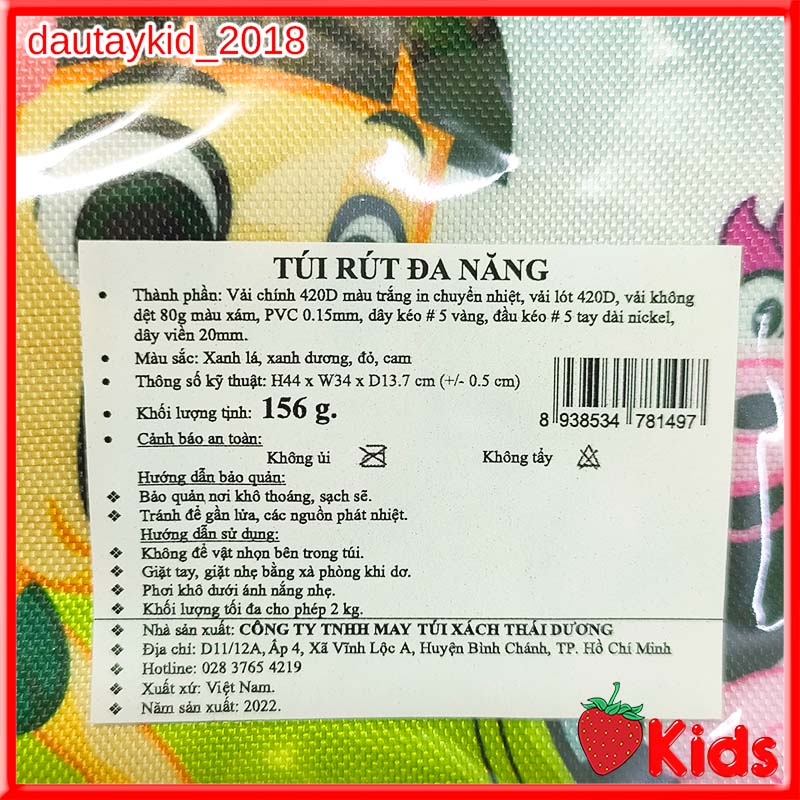 dautaykid_2018
TÚI RÚT ĐA NĂNG
• Thành phần: Vải chính 420D màu trắng in chuyển nhiệt, vải lót 420D, vải không
dệt 80g màu xám, PVC 0.15mm, dây kéo # 5 vàng, đầu kéo # 5 tay dài nickel,
dây viền 20mm.
• Màu sắc: Xanh lá, xanh dương, đỏ, cam
• Thông số kỹ thuật: H44 x W34 x D13.7 cm (+/- 0.5 cm)
• Khối lượng tịnh: 156 g.
8 938534 781497
• Cảnh báo an toàn:
Không ủi Không tẩy
Hướng dẫn bảo quản:
❖ Bảo quản nơi khô thoáng, sạch sẽ.
❖ Tránh để gần lửa, các nguồn phát nhiệt.
Hướng dẫn sử dụng:
❖ Không để vật nhọn bên trong túi.
❖ Giặt tay, giặt nhẹ bằng xà phòng khi dơ.
❖ Phơi khô dưới ánh nắng nhẹ.
❖ Khối lượng tối đa cho phép 2 kg.
❖ Nhà sản xuất: CÔNG TY TNHH MAY TÚI XÁCH THÁI DƯƠNG
❖ Địa chỉ: D11/12A, Ấp 4, Xã Vĩnh Lộc A, Huyện Bình Chánh, TP. Hồ Chí Minh
❖ Hotline: 028 3765 4219
❖ Xuất xứ: Việt Nam.
❖ Năm sản xuất: 2022.
Kids